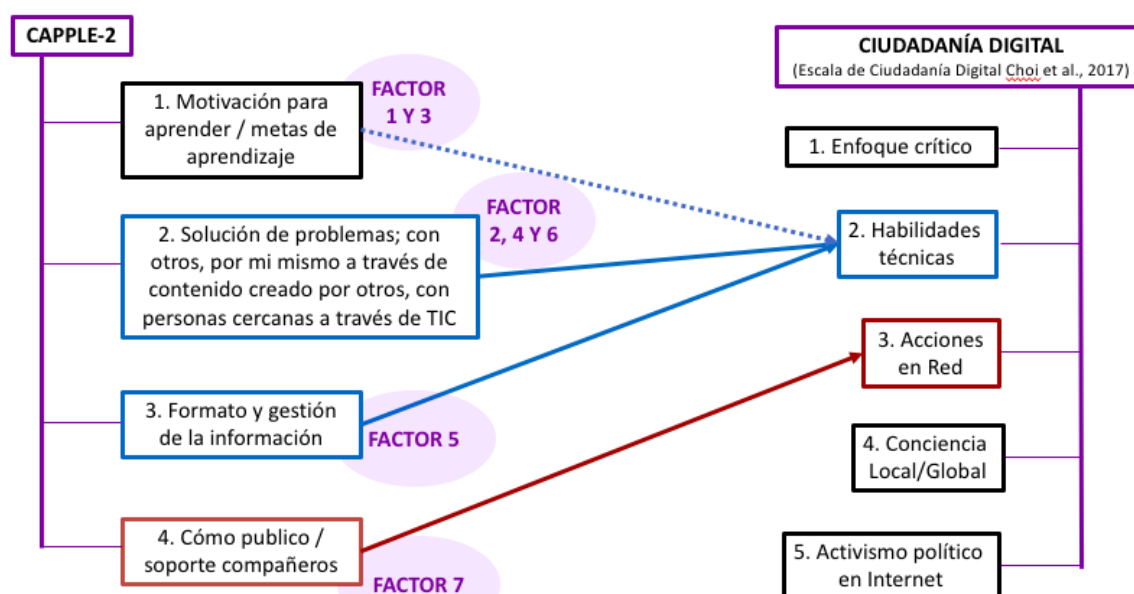 CAPPLE-2
1. Motivación para
aprender / metas de
aprendizaje
FACTOR
1 Y 3
2. Solución de problemas; con
otros, por mi mismo a través de
contenido creado por otros, con
personas cercanas a través de TIC
FACTOR
2, 4 Y 6
3. Formato y gestión
de la información
FACTOR 5
4. Cómo publico /
soporte compañeros
FACTOR 7
CIUDADANÍA DIGITAL
(Escala de Ciudadanía Digital Choi et al., 2017)
1. Enfoque crítico
2. Habilidades
técnicas
3. Acciones
en Red
4. Conciencia
Local/Global
5. Activismo político
en Internet